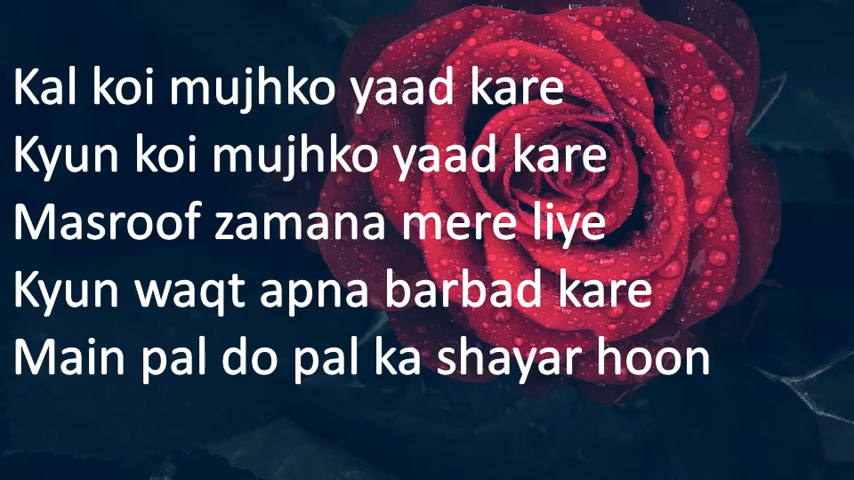 Kal koi mujhko yaad kare
Kyun koi mujhko yaad kare
Masroof zamana mere liye
Kyun waqt apna barbad kare
Main pal do pal ka shayar hoon